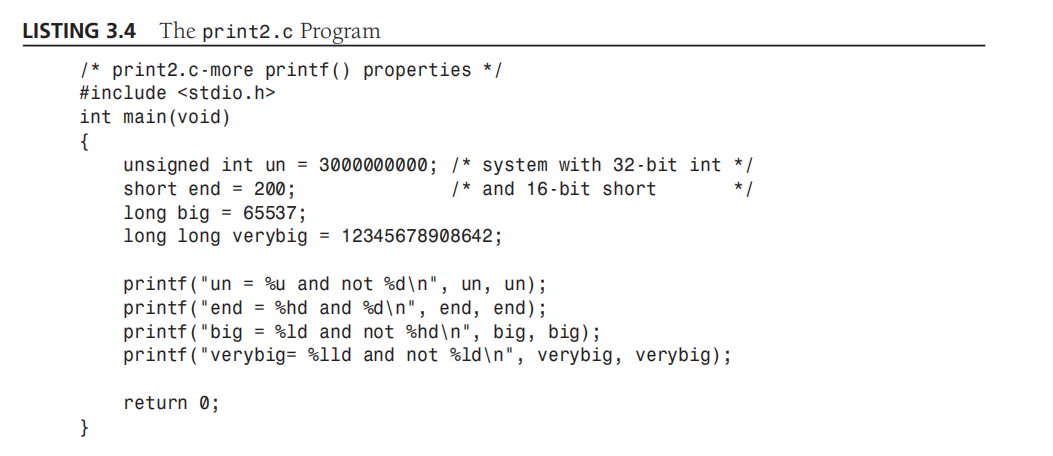 LISTING 3.4 The print2.c Program
/* print2.c-more printf() properties */
#include <stdio.h>
int main(void)
{
unsigned int un = 3000000000; /* system with 32-bit int */
short end = 200; /* and 16-bit short */
long big = 65537;
long long verybig = 12345678908642;
printf("un = %u and not %d\n", un, un);
printf("end = %hd and %d\n", end, end);
printf("big = %ld and not %hd\n", big, big);
printf("verybig= %lld and not %ld\n", verybig, verybig);
return 0;
}